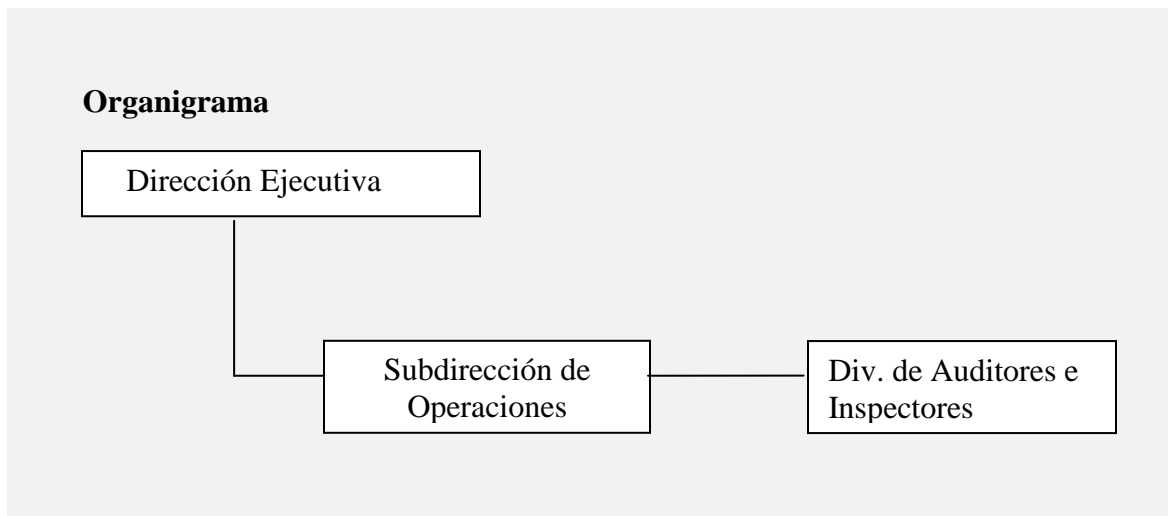 Organigrama
Dirección Ejecutiva
Subdirección de
Operaciones
Div. de Auditores e
Inspectores